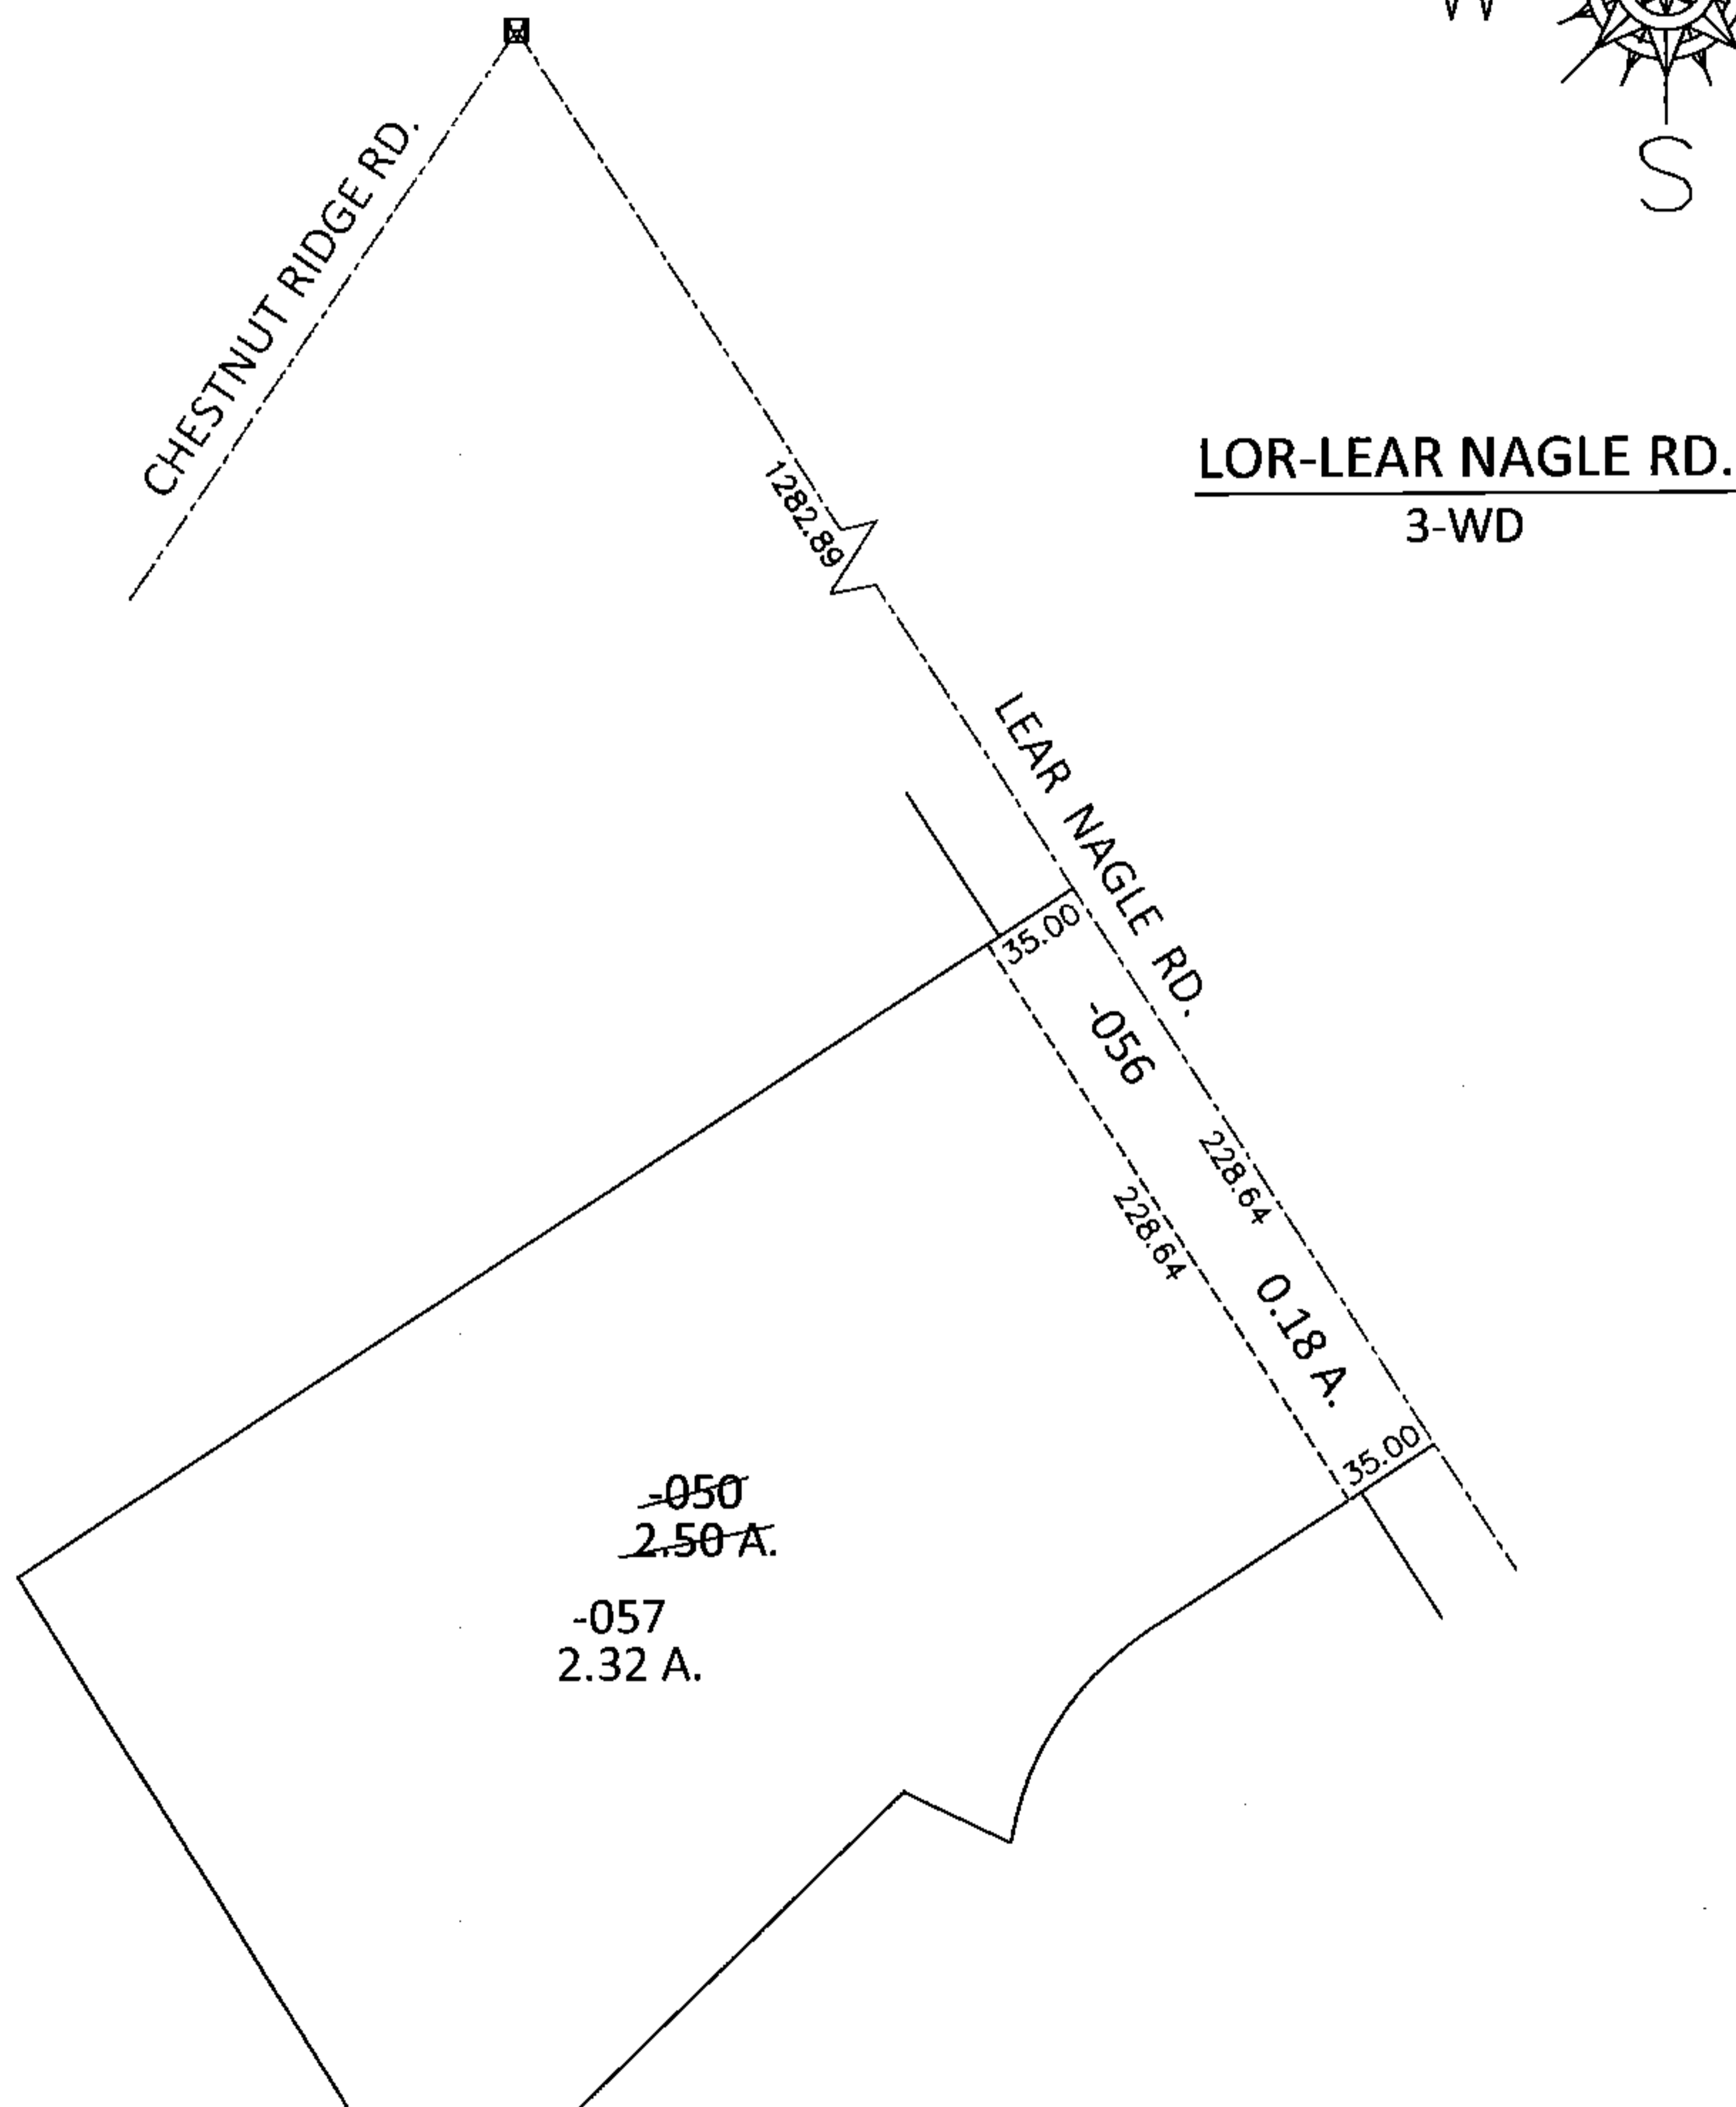 W
S
CHESTNUT RIDGE RD.
LOR-LEAR NAGLE RD.
3-WD
1282.89
LEAR NAGLE RD.
35.00
-056
228.64
228.64
0.18 A.
35.00
-050
2.50 A.
-057
2.32 A.